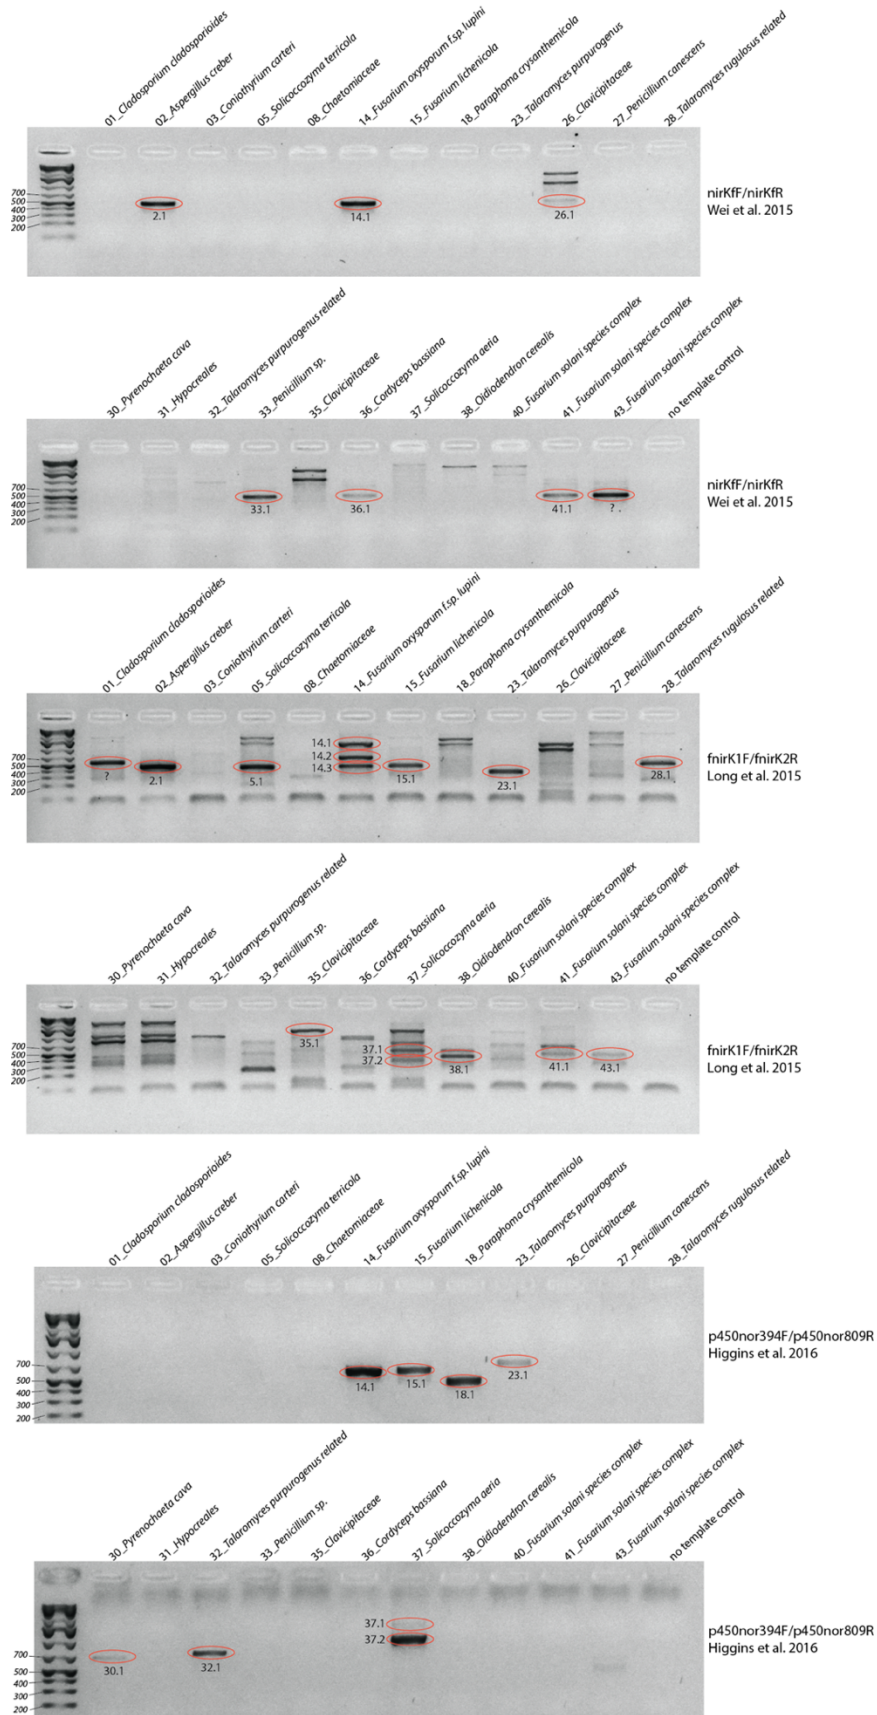 01_Cladosporium cladosporioides
02_Aspergillus creber
03_Coniothyrium carteri
05_Solicoccozyma terricola
08_Chaetomiaceae
14_Fusarium oxysporum f.sp. lupini
15_Fusarium lichenicola
18_Paraphoma crysanthemicola
23_Talaromyces purpurogenus
26_Clavicipitaceae
27_Penicillium canescens
28_Talaromyces rugulosus related
700
500
400
300
200
2.1
14.1
26.1
nirKfF/nirKfR
Wei et al. 2015
30_Pyrenochaeta cava
31_Hypocreales
32_Talaromyces purpurogenus related
33_Penicillium sp.
35_Clavicipitaceae
36_Cordyceps bassiana
37_Solicoccozyma aeria
38_Oidiodendron cerealis
40_Fusarium solani species complex
41_Fusarium solani species complex
43_Fusarium solani species complex
no template control
700
500
400
300
200
33.1
36.1
41.1
?
nirKfF/nirKfR
Wei et al. 2015
01_Cladosporium cladosporioides
02_Aspergillus creber
03_Coniothyrium carteri
05_Solicoccozyma terricola
08_Chaetomiaceae
14_Fusarium oxysporum f.sp. lupini
15_Fusarium lichenicola
18_Paraphoma crysanthemicola
23_Talaromyces purpurogenus
26_Clavicipitaceae
27_Penicillium canescens
28_Talaromyces rugulosus related
700
500
400
300
200
?
2.1
5.1
14.1
14.2
14.3
15.1
23.1
28.1
fnirK1F/fnirK2R
Long et al. 2015
30_Pyrenochaeta cava
31_Hypocreales
32_Talaromyces purpurogenus related
33_Penicillium sp.
35_Clavicipitaceae
36_Cordyceps bassiana
37_Solicoccozyma aeria
38_Oidiodendron cerealis
40_Fusarium solani species complex
41_Fusarium solani species complex
43_Fusarium solani species complex
no template control
700
500
400
300
200
35.1
37.1
37.2
38.1
41.1
43.1
fnirK1F/fnirK2R
Long et al. 2015
01_Cladosporium cladosporioides
02_Aspergillus creber
03_Coniothyrium carteri
05_Solicoccozyma terricola
08_Chaetomiaceae
14_Fusarium oxysporum f.sp. lupini
15_Fusarium lichenicola
18_Paraphoma crysanthemicola
23_Talaromyces purpurogenus
26_Clavicipitaceae
27_Penicillium canescens
28_Talaromyces rugulosus related
700
500
400
300
200
14.1
15.1
18.1
23.1
p450nor394F/p450nor809R
Higgins et al. 2016
30_Pyrenochaeta cava
31_Hypocreales
32_Talaromyces purpurogenus related
33_Penicillium sp.
35_Clavicipitaceae
36_Cordyceps bassiana
37_Solicoccozyma aeria
38_Oidiodendron cerealis
40_Fusarium solani species complex
41_Fusarium solani species complex
43_Fusarium solani species complex
no template control
700
500
400
300
200
30.1
32.1
37.1
37.2
p450nor394F/p450nor809R
Higgins et al. 2016